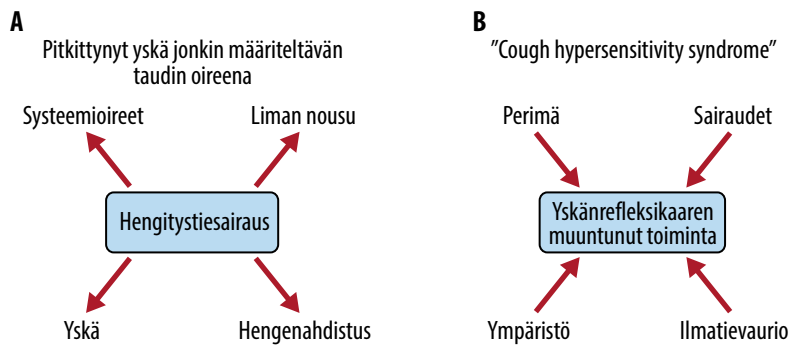 A
Pitkittynyt yskä jonkin määriteltävän
taudin oireena
Systeemioireet
Liman nousu
Hengitystiesairaus
Yskä
Hengenahdistus
B
”Cough hypersensitivity syndrome”
Perimä
Sairaudet
Yskänrefleksikaaren
muuntunut toiminta
Ympäristö
Ilmatievaurio